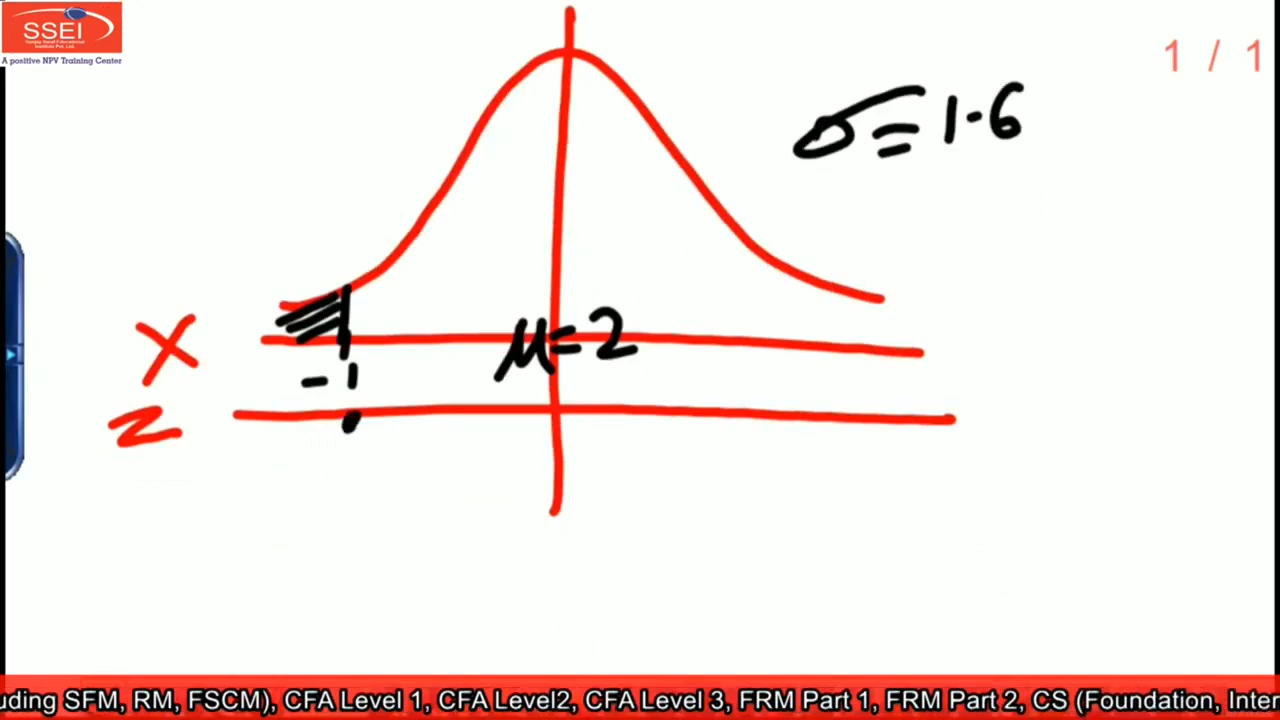 SSEI
A positive NPV Training Center
1 / 1
σ = 1.6
X
μ = 2
-1
Z
uding SFM, RM, FSCM), CFA Level 1, CFA Level2, CFA Level 3, FRM Part 1, FRM Part 2, CS (Foundation, Inter